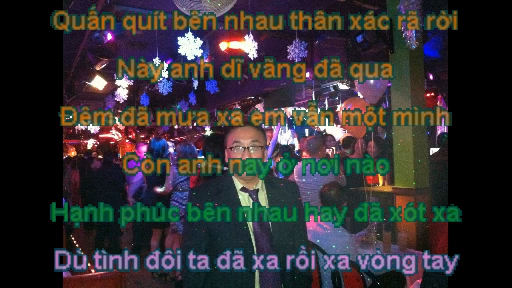 Quấn quít bên nhau thân xác rã rời
Này anh dĩ vãng đã qua
Đêm đã mưa xa em vẫn một mình
Còn anh nay ở nơi nào
Hạnh phúc bên nhau hay đã xót xa
Dù tình đôi ta đã xa rồi xa vòng tay